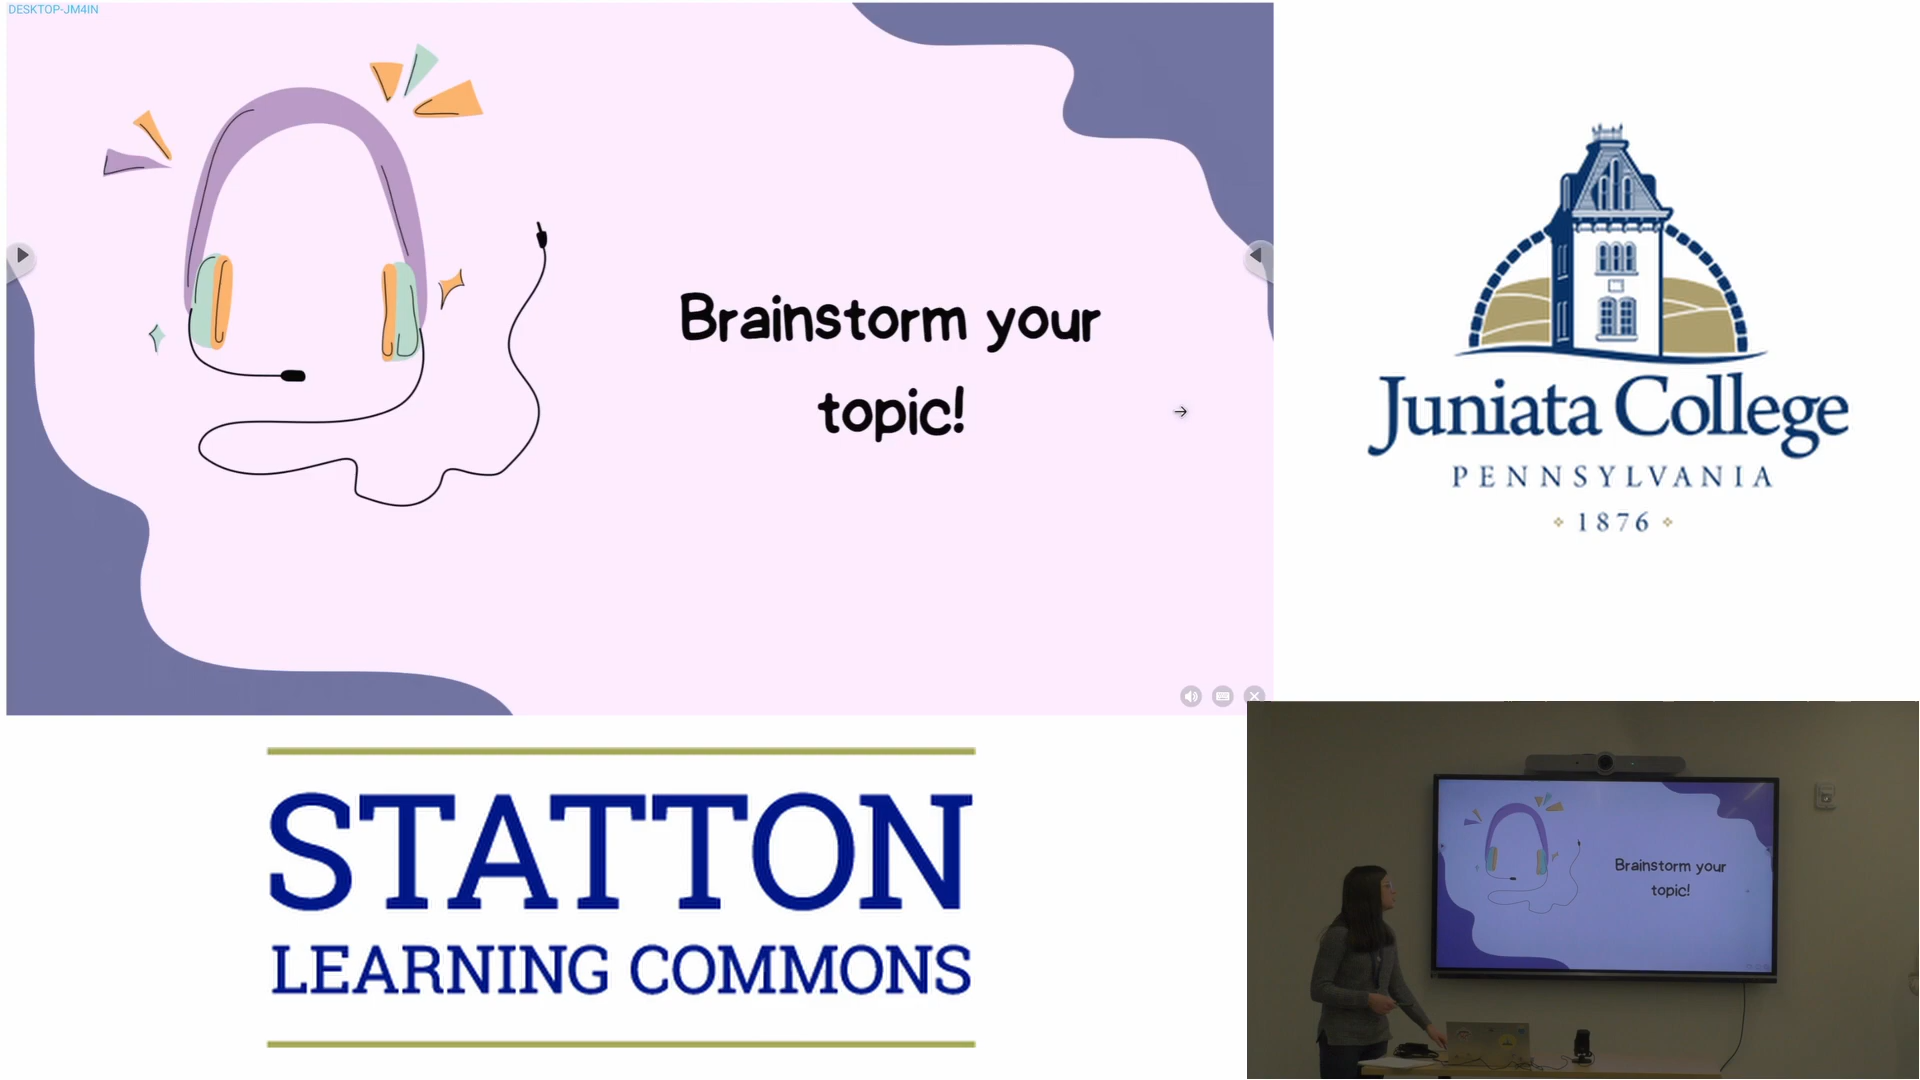 DESKTOP-JM4IN
Brainstorm your
topic!
Juniata College
PENNSYLVANIA
1876
STATTON
LEARNING COMMONS
Brainstorm your
topic!